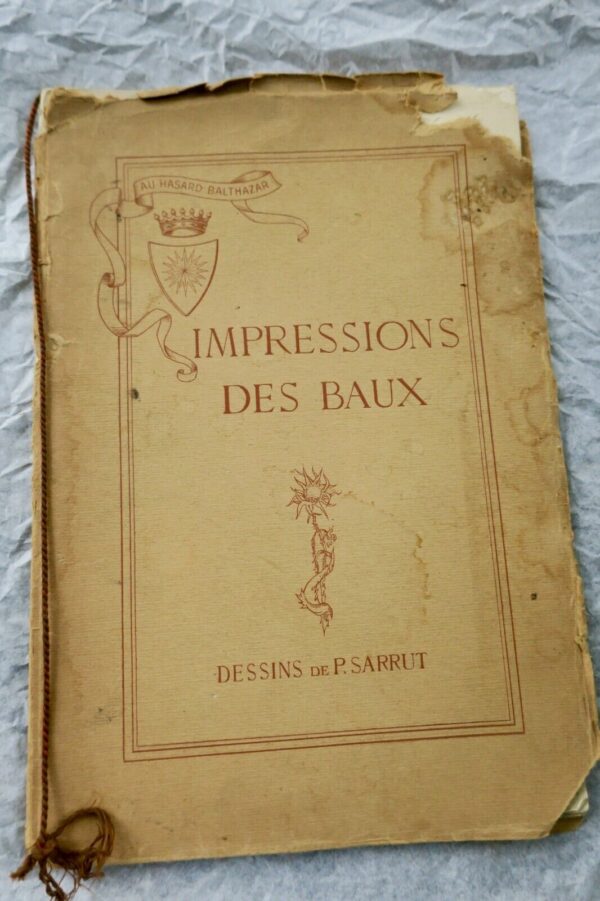 AU HASARD BALTHAZAR
IMPRESSIONS
DES BAUX
DESSINS DE P. SARRUT